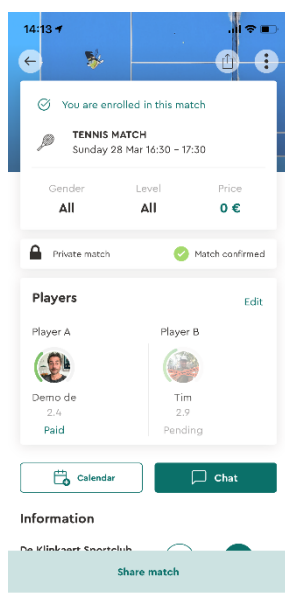 14:13
You are enrolled in this match
TENNIS MATCH
Sunday 28 Mar 16:30 – 17:30
Gender Level Price
All All 0 €
Private match Match confirmed
Players Edit
Player A Player B
Demo de Tim
2.4 2.9
Paid Pending
Calendar Chat
Information
De Klinkaert Sportclub
Share match